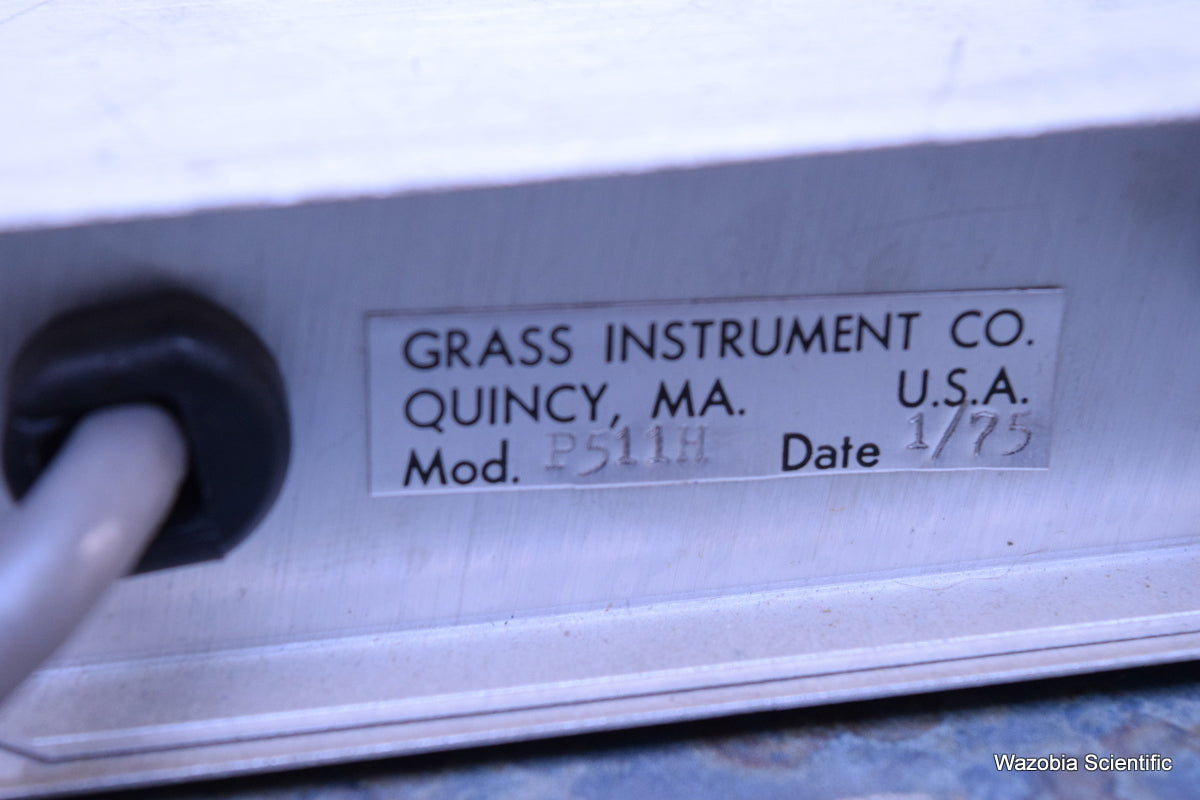 GRASS INSTRUMENT CO.
QUINCY, MA. U.S.A.
Mod. P511H Date 1/75
Wazobia Scientific